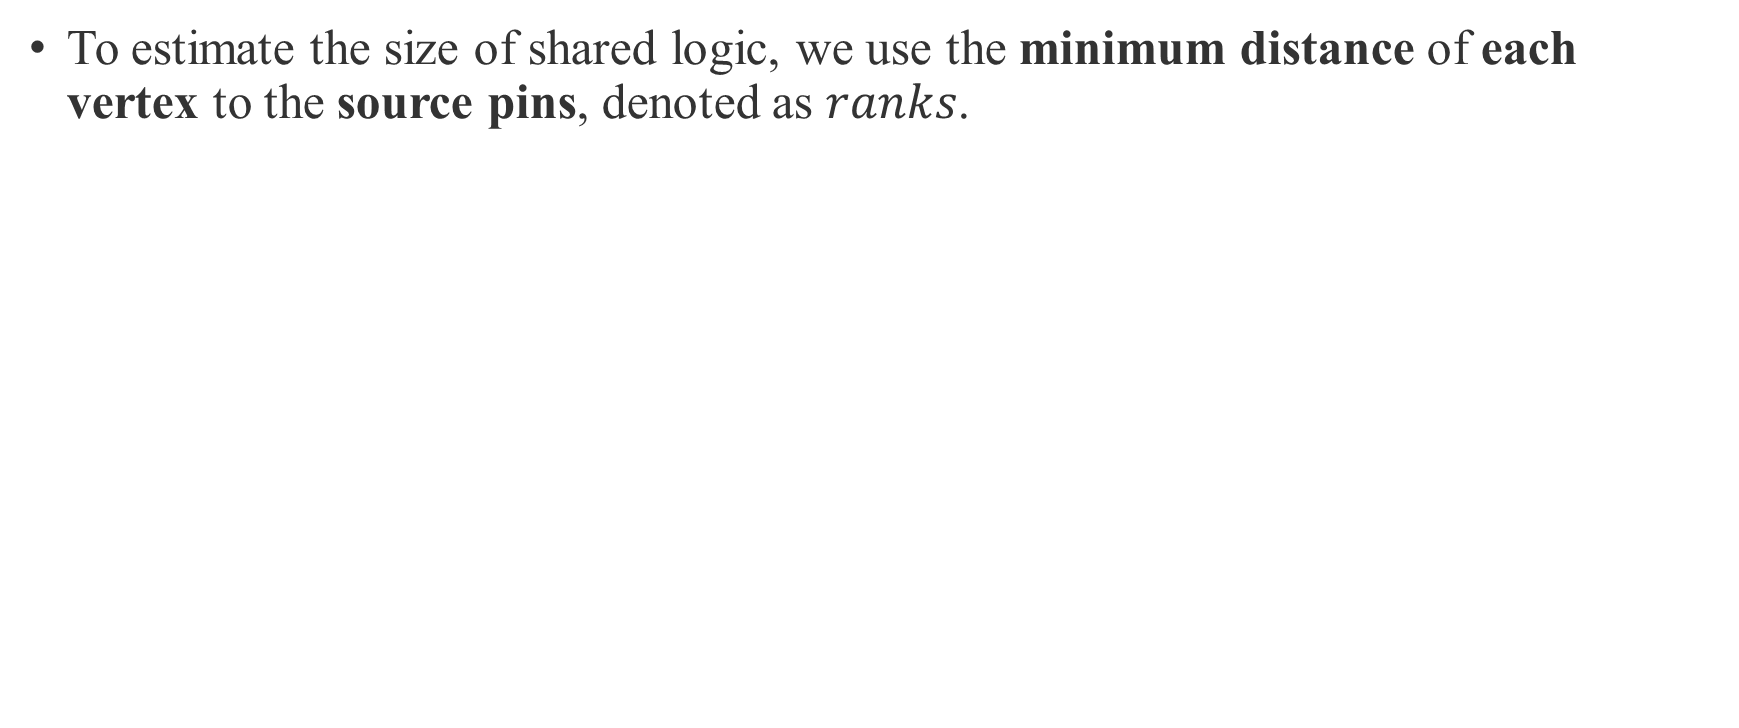 • To estimate the size of shared logic, we use the minimum distance of each
vertex to the source pins, denoted as ranks.